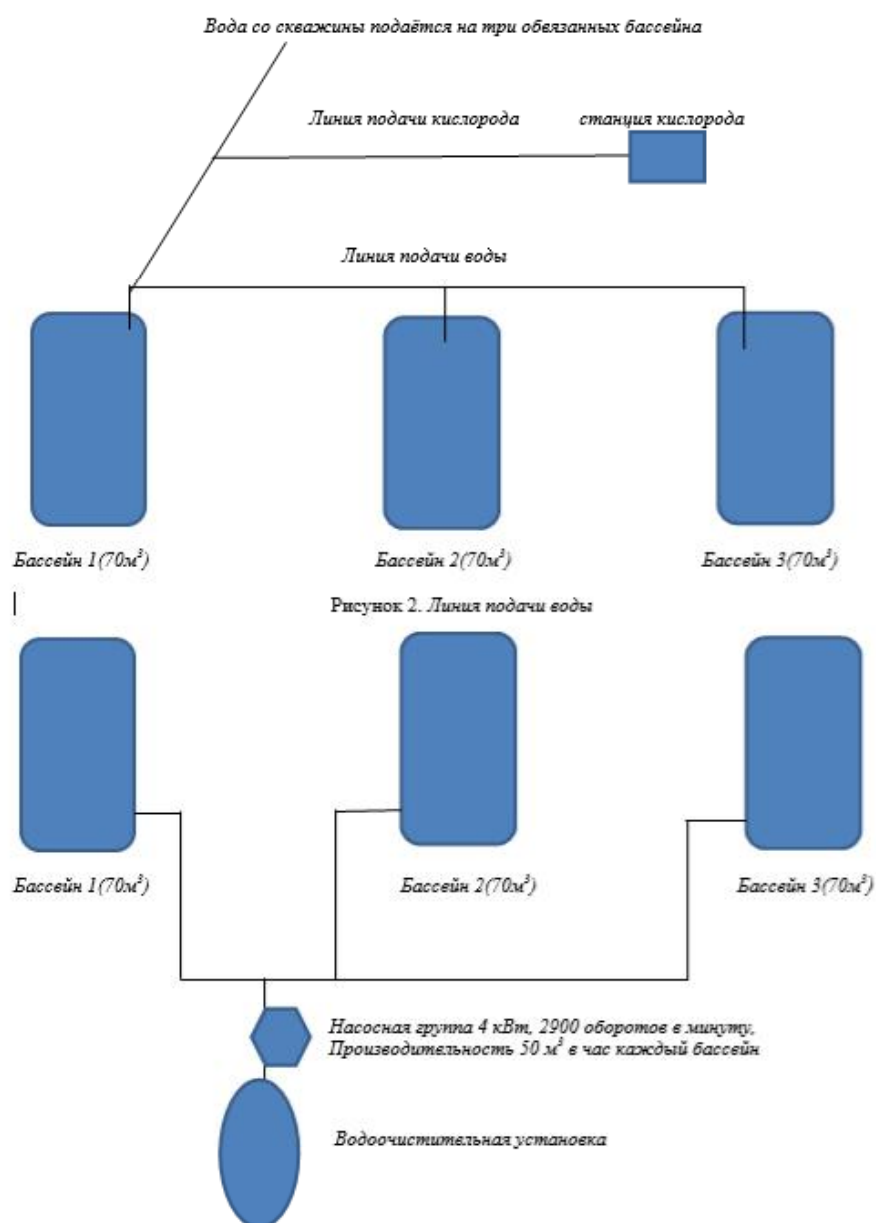 Вода со скважины подаётся на три обвязанных бассейна
Линия подачи кислорода станция кислорода
Линия подачи воды
Бассейн 1(70м³) Бассейн 2(70м³) Бассейн 3(70м³)
Рисунок 2. Линия подачи воды
Бассейн 1(70м³) Бассейн 2(70м³) Бассейн 3(70м³)
Насосная группа 4 кВт, 2900 оборотов в минуту,
Производительность 50 м³ в час каждый бассейн
Водоочистительная установка